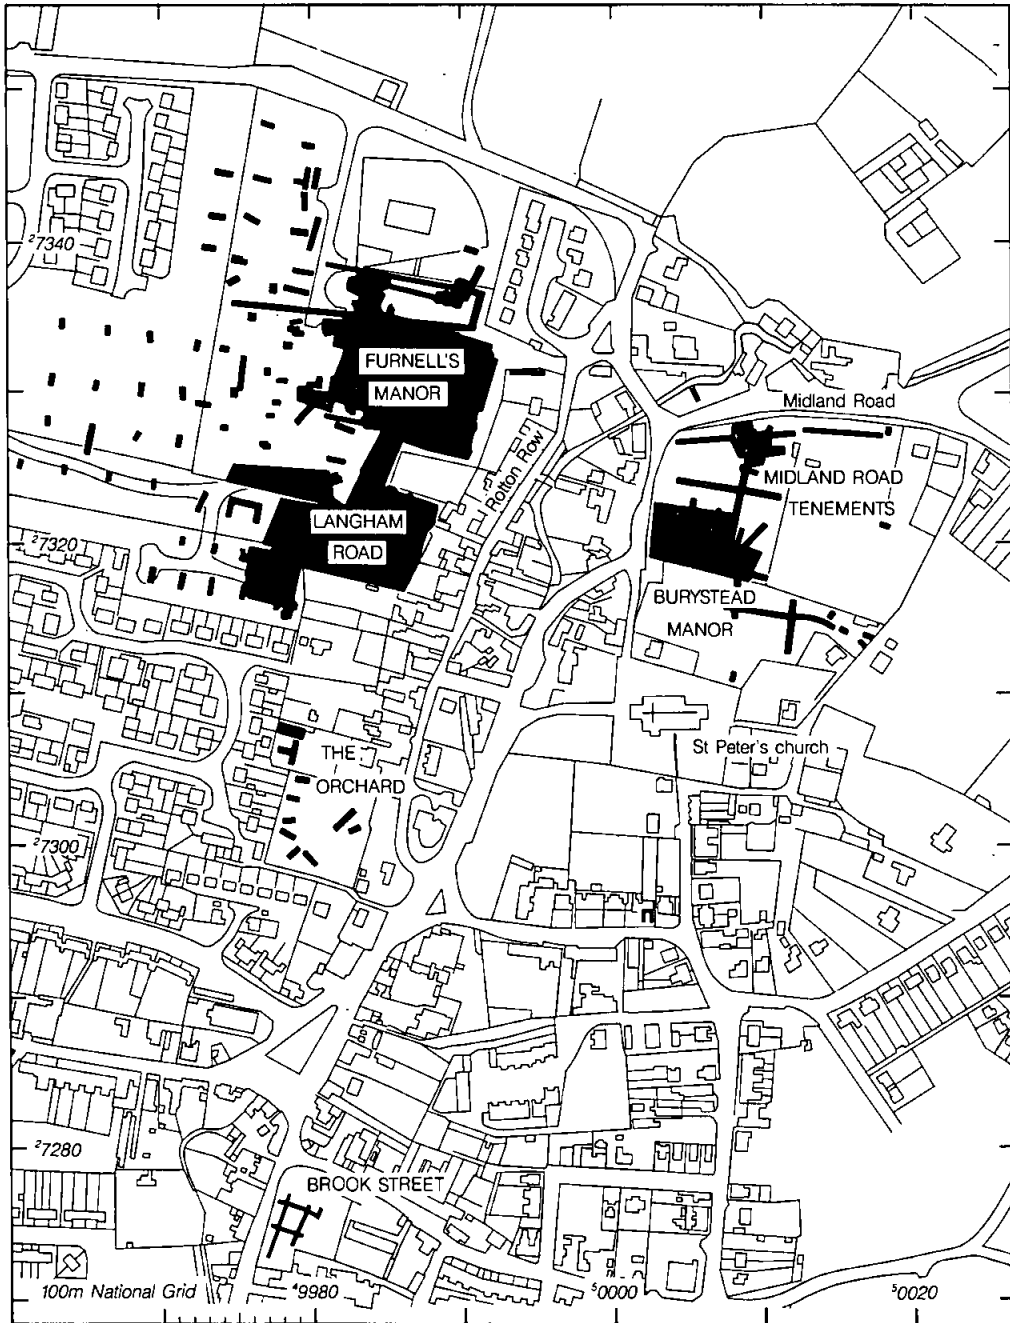 ²7340
FURNELL'S
MANOR
Midland Road
Rotton Row
MIDLAND ROAD
TENEMENTS
LANGHAM
ROAD
²7320
BURYSTEAD
MANOR
St Peter's church
THE
ORCHARD
²7300
²7280
BROOK STREET
100m National Grid
⁴9980
⁵0000
⁵0020